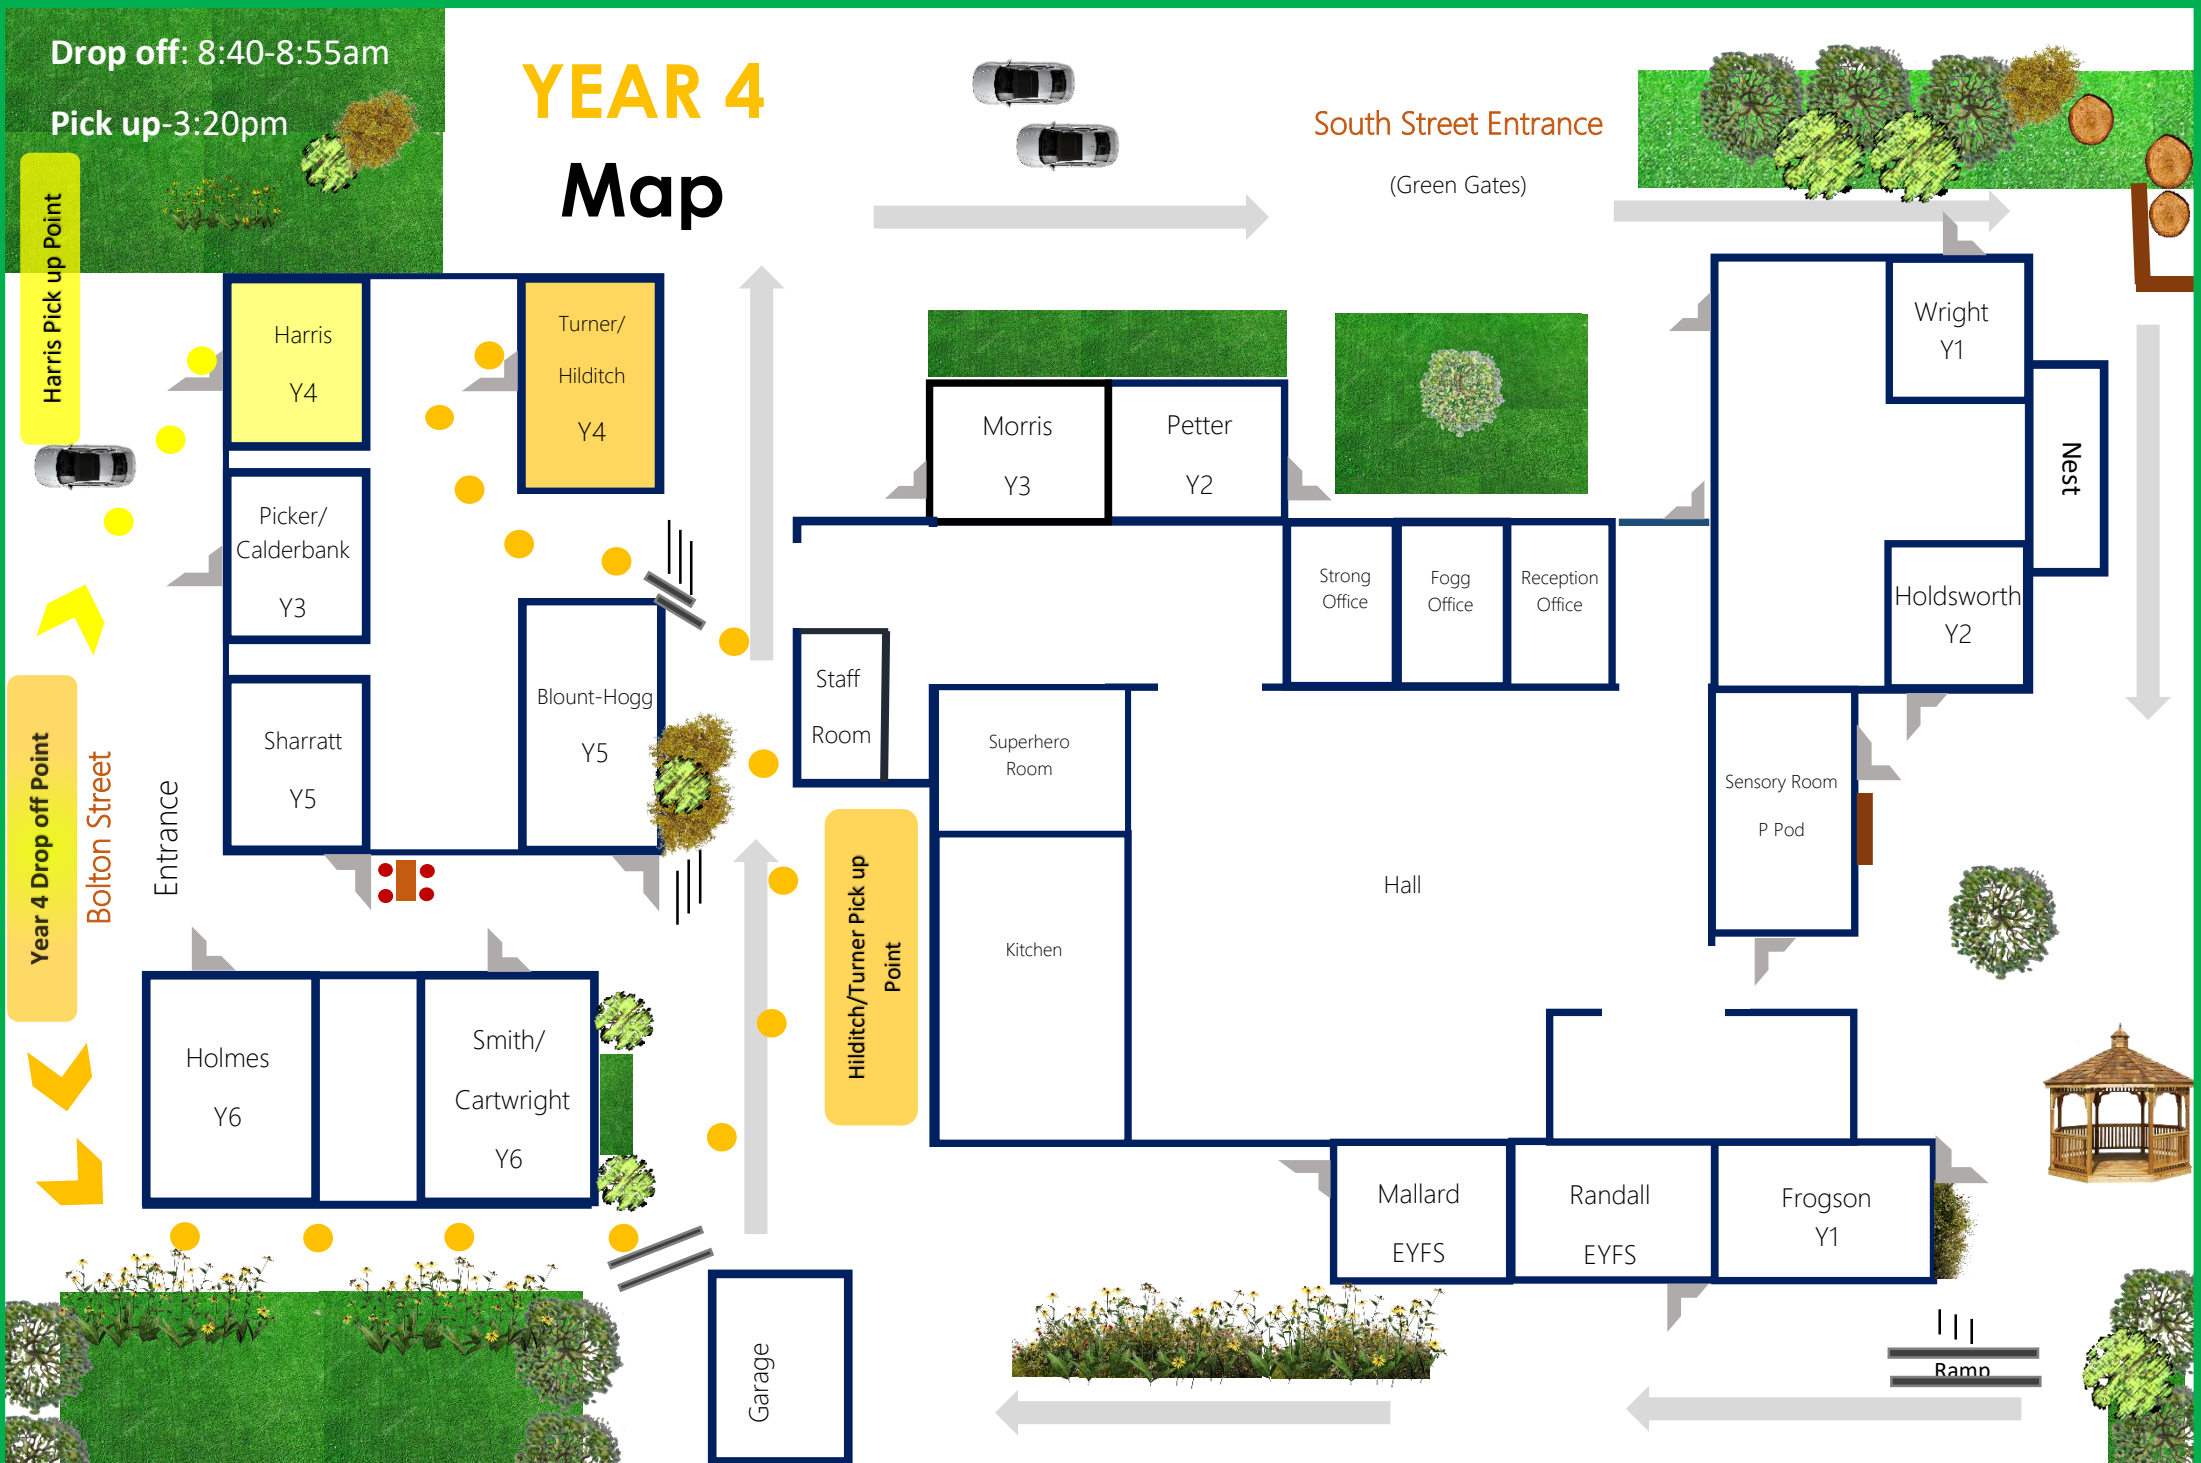 Drop off: 8:40-8:55am
Pick up-3:20pm
YEAR 4
Map
South Street Entrance
(Green Gates)
Harris Pick up Point
Harris
Y4
Turner/
Hilditch
Y4
Picker/
Calderbank
Y3
Sharratt
Y5
Blount-Hogg
Y5
Year 4 Drop off Point
Bolton Street
Entrance
Holmes
Y6
Smith/
Cartwright
Y6
Garage
Hilditch/Turner Pick up
Point
Morris
Y3
Petter
Y2
Strong
Office
Fogg
Office
Reception
Office
Staff
Room
Superhero
Room
Kitchen
Hall
Wright
Y1
Nest
Holdsworth
Y2
Sensory Room
P Pod
Mallard
EYFS
Randall
EYFS
Frogson
Y1
Ramp